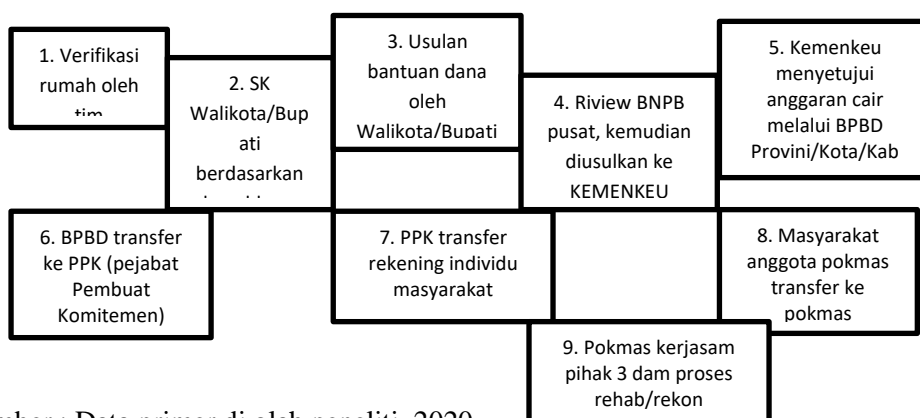 1. Verifikasi
rumah oleh
tim
2. SK
Walikota/Bup
ati
berdasarkan
3. Usulan
bantuan dana
oleh
Walikota/Bupati
4. Riview BNPB
pusat, kemudian
diusulkan ke
KEMENKEU
5. Kemenkeu
menyetujui
anggaran cair
melalui BPBD
Provini/Kota/Kab
6. BPBD transfer
ke PPK (pejabat
Pembuat
Komitemen)
7. PPK transfer
rekening individu
masyarakat
8. Masyarakat
anggota pokmas
transfer ke
pokmas
9. Pokmas kerjasam
pihak 3 dam proses
rehab/rekon
Data primer di olah peneliti, 2020